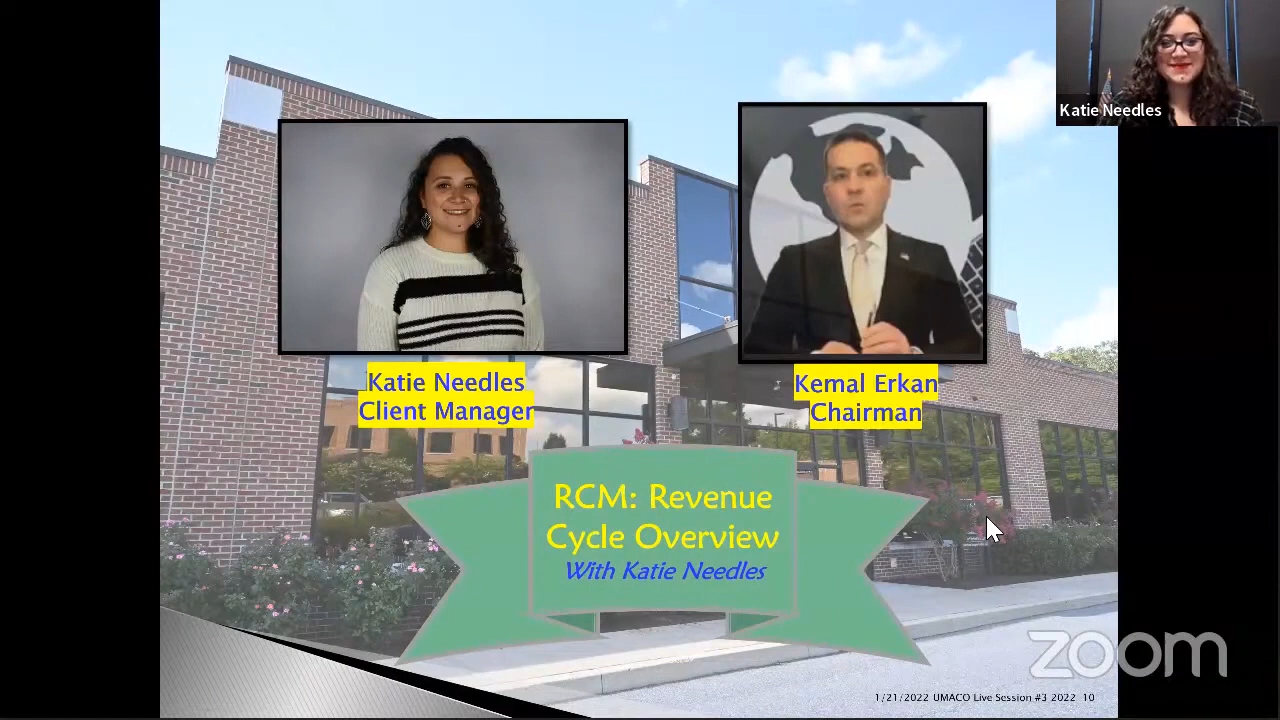 Katie Needles
Katie Needles
Client Manager
Kemal Erkan
Chairman
RCM: Revenue
Cycle Overview
With Katie Needles
zoom
1/21/2022 UMACO Live Session #3 2022 10